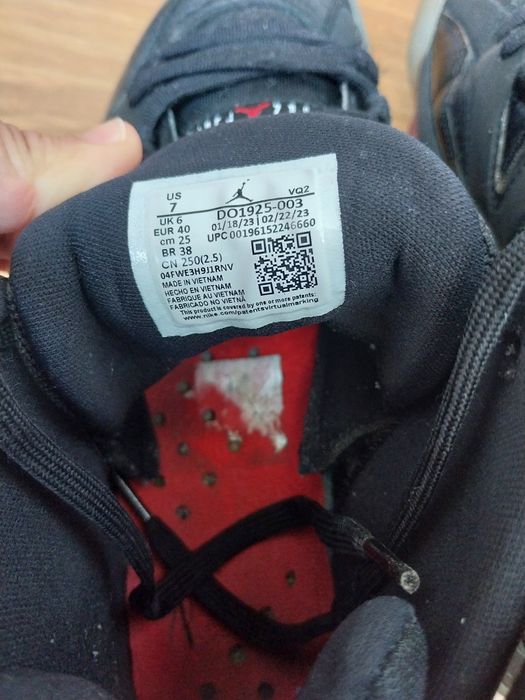 US
7
VQ2
UK 6
DO1925-003
EUR 40
01/18/23 | 02/22/23
cm 25
UPC 00196152246660
BR 38
CN 250(2.5)
04FWE3H9J1RNV
MADE IN VIETNAM
HECHO EN VIETNAM
FABRIQUE AU VIETNAM
FABRICADO NO VIETNÃ
This product is covered by one or more patents:
www.nike.com/patentsvirtualmarking